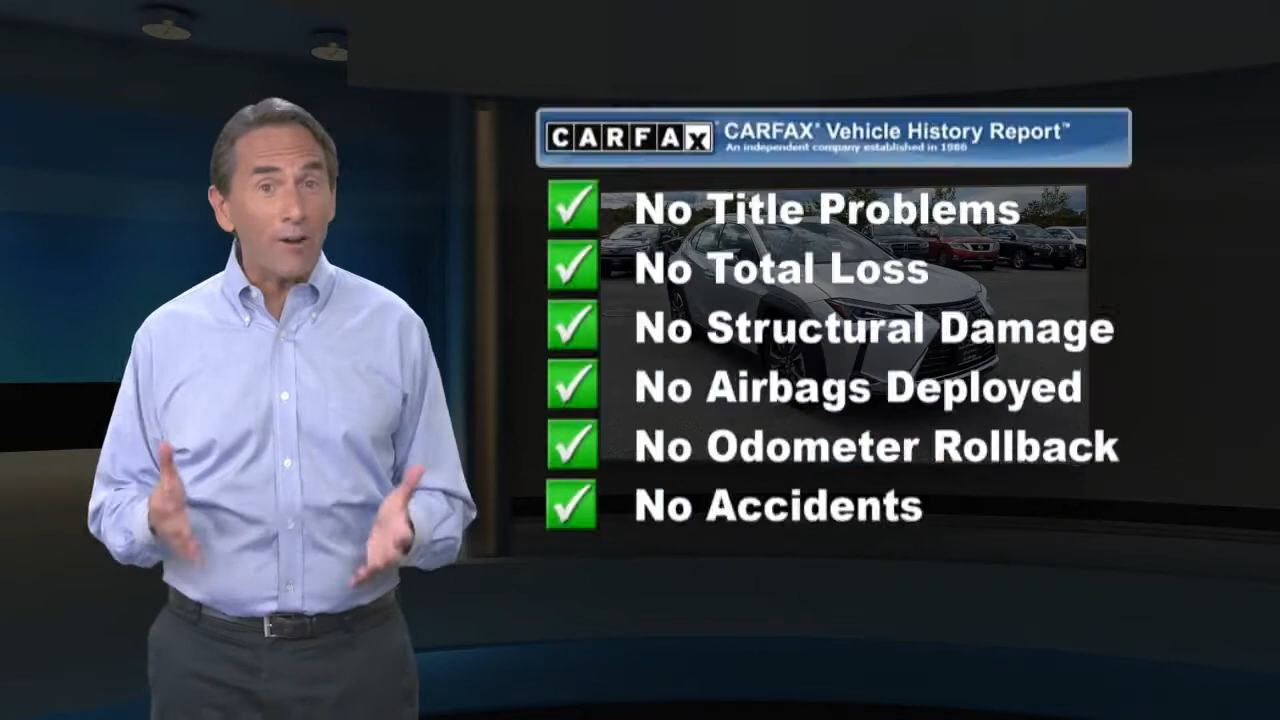 CARFAX® CARFAX® Vehicle History Report™
An independent company established in 1986
No Title Problems
No Total Loss
No Structural Damage
No Airbags Deployed
No Odometer Rollback
No Accidents